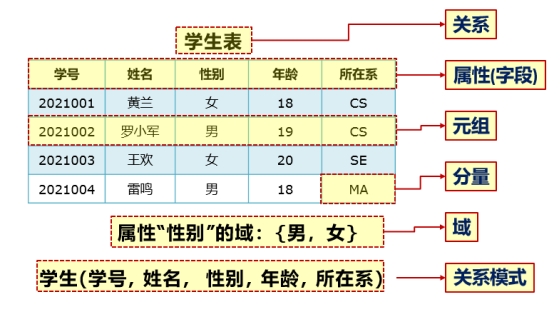 关系
学生表
学号 姓名 性别 年龄 所在系
属性(字段)
2021001 黄兰 女 18 CS
2021002 罗小军 男 19 CS
元组
2021003 王欢 女 20 SE
2021004 雷鸣 男 18 MA
分量
属性“性别”的域：{男，女}
域
学生(学号, 姓名， 性别, 年龄, 所在系)
关系模式